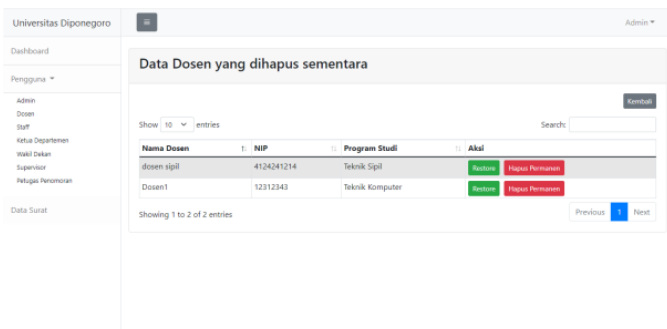 Universitas Diponegoro
Admin
Dashboard
Pengguna
Admin
Dosen
Staff
Ketua Departemen
Wakil Dekan
Supervisor
Petugas Penomoran
Data Surat
Data Dosen yang dihapus sementara
Kembali
Show 10 entries Search:
Nama Dosen NIP Program Studi Aksi
dosen sipil 4124241214 Teknik Sipil Restore Hapus Permanen
Dosen1 12312343 Teknik Komputer Restore Hapus Permanen
Showing 1 to 2 of 2 entries
Previous 1 Next